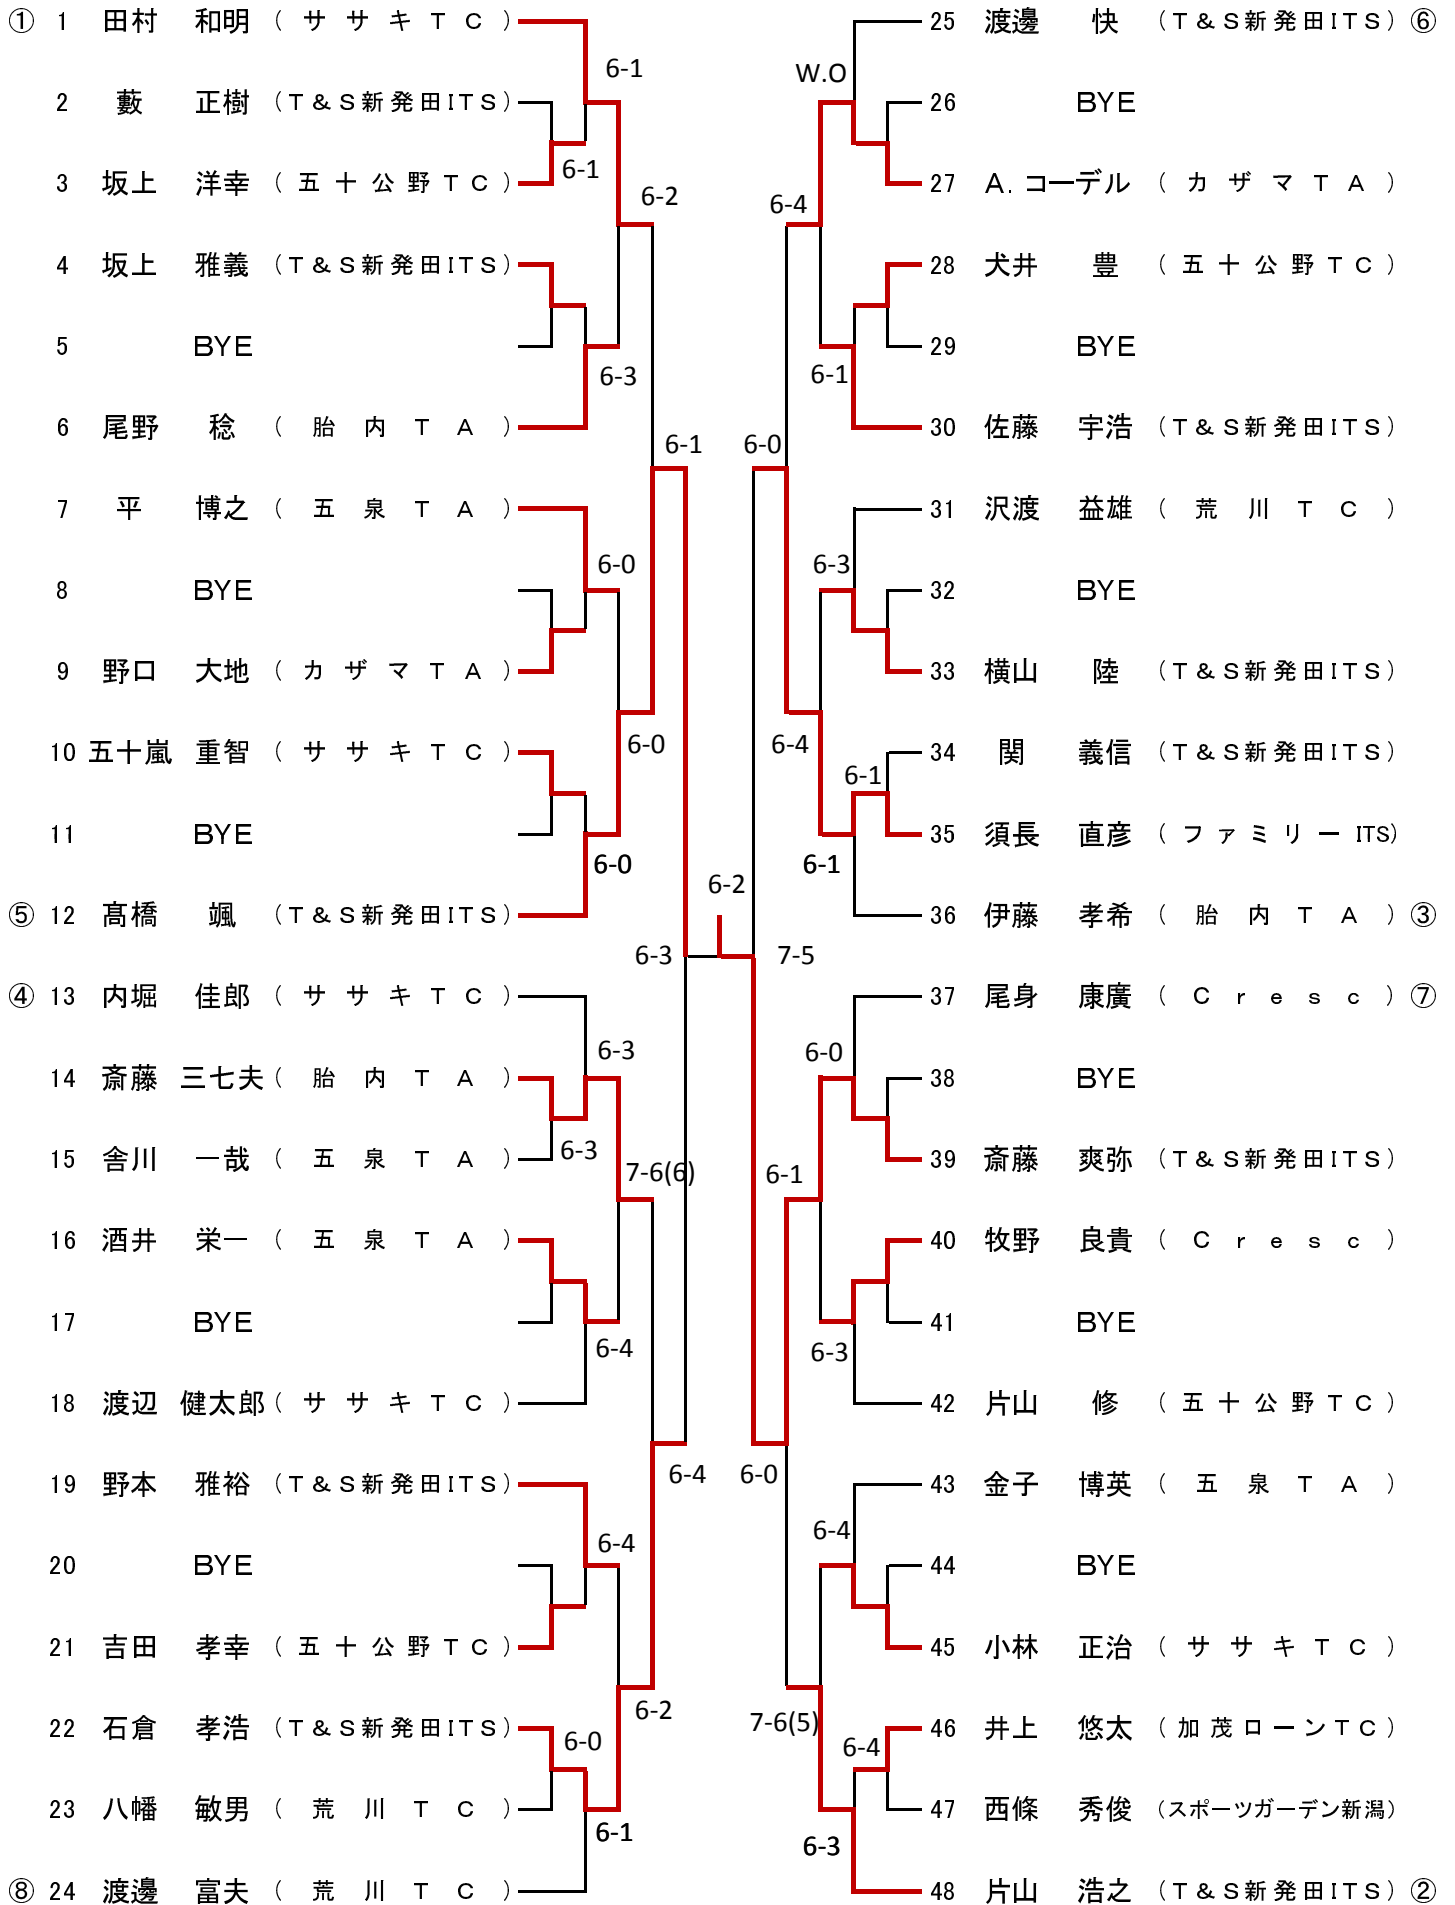 ① 1 田村 和明 (ササキTC)
6-1
2 藪 正樹 (T&S新発田ITS)
6-1
3 坂上 洋幸 (五十公野TC)
6-2
4 坂上 雅義 (T&S新発田ITS)
5 BYE
6-3
6 尾野 稔 (胎内TA)
6-1
7 平 博之 (五泉TA)
6-0
8 BYE
9 野口 大地 (カザマTA)
6-0
10 五十嵐 重智 (ササキTC)
11 BYE
6-0
⑤ 12 髙橋 颯 (T&S新発田ITS)
6-3
④ 13 内堀 佳郎 (ササキTC)
6-3
14 斎藤 三七夫 (胎内TA)
6-3
15 舎川 一哉 (五泉TA)
7-6(6)
16 酒井 栄一 (五泉TA)
17 BYE
6-4
18 渡辺 健太郎 (ササキTC)
6-4
19 野本 雅裕 (T&S新発田ITS)
6-4
20 BYE
21 吉田 孝幸 (五十公野TC)
6-2
22 石倉 孝浩 (T&S新発田ITS)
6-0
23 八幡 敏男 (荒川TC)
6-1
⑧ 24 渡邊 富夫 (荒川TC)
6-2
25 渡邊 快 (T&S新発田ITS) ⑥
W.O
26 BYE
27 A.コーデル (カザマTA)
6-4
28 犬井 豊 (五十公野TC)
29 BYE
6-1
30 佐藤 宇浩 (T&S新発田ITS)
6-0
31 沢渡 益雄 (荒川TC)
6-3
32 BYE
33 横山 陸 (T&S新発田ITS)
6-4
34 関 義信 (T&S新発田ITS)
6-1
35 須長 直彦 (ファミリーITS)
6-1
36 伊藤 孝希 (胎内TA) ③
7-5
37 尾身 康廣 (Cresc) ⑦
6-0
38 BYE
39 斎藤 爽弥 (T&S新発田ITS)
6-1
40 牧野 良貴 (Cresc)
41 BYE
6-3
42 片山 修 (五十公野TC)
6-0
43 金子 博英 (五泉TA)
6-4
44 BYE
45 小林 正治 (ササキTC)
7-6(5)
46 井上 悠太 (加茂ローンTC)
6-4
47 西條 秀俊 (スポーツガーデン新潟)
6-3
48 片山 浩之 (T&S新発田ITS) ②